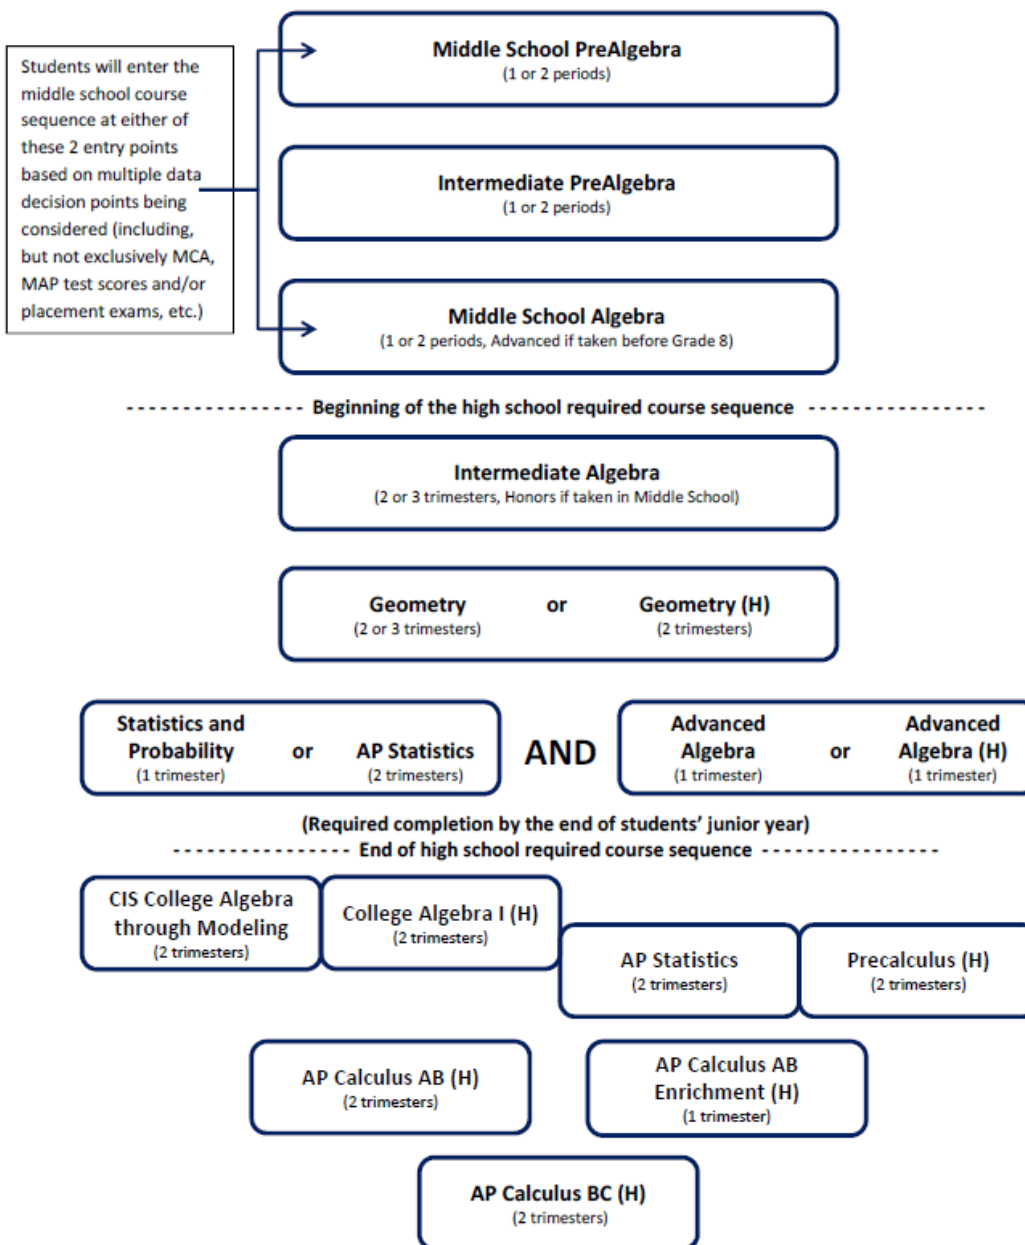 Students will enter the
middle school course
sequence at either of
these 2 entry points
based on multiple data
decision points being
considered (including,
but not exclusively MCA,
MAP test scores and/or
placement exams, etc.)
Middle School PreAlgebra
(1 or 2 periods)
Intermediate PreAlgebra
(1 or 2 periods)
Middle School Algebra
(1 or 2 periods, Advanced if taken before Grade 8)
Beginning of the high school required course sequence
Intermediate Algebra
(2 or 3 trimesters, Honors if taken in Middle School)
Geometry or Geometry (H)
(2 or 3 trimesters) (2 trimesters)
Statistics and
Probability or AP Statistics
(1 trimester) (2 trimesters)
AND
Advanced Advanced
Algebra or Algebra (H)
(1 trimester) (1 trimester)
(Required completion by the end of students' junior year)
End of high school required course sequence
CIS College Algebra
through Modeling
(2 trimesters)
College Algebra I (H)
(2 trimesters)
AP Statistics
(2 trimesters)
Precalculus (H)
(2 trimesters)
AP Calculus AB (H)
(2 trimesters)
AP Calculus AB
Enrichment (H)
(1 trimester)
AP Calculus BC (H)
(2 trimesters)